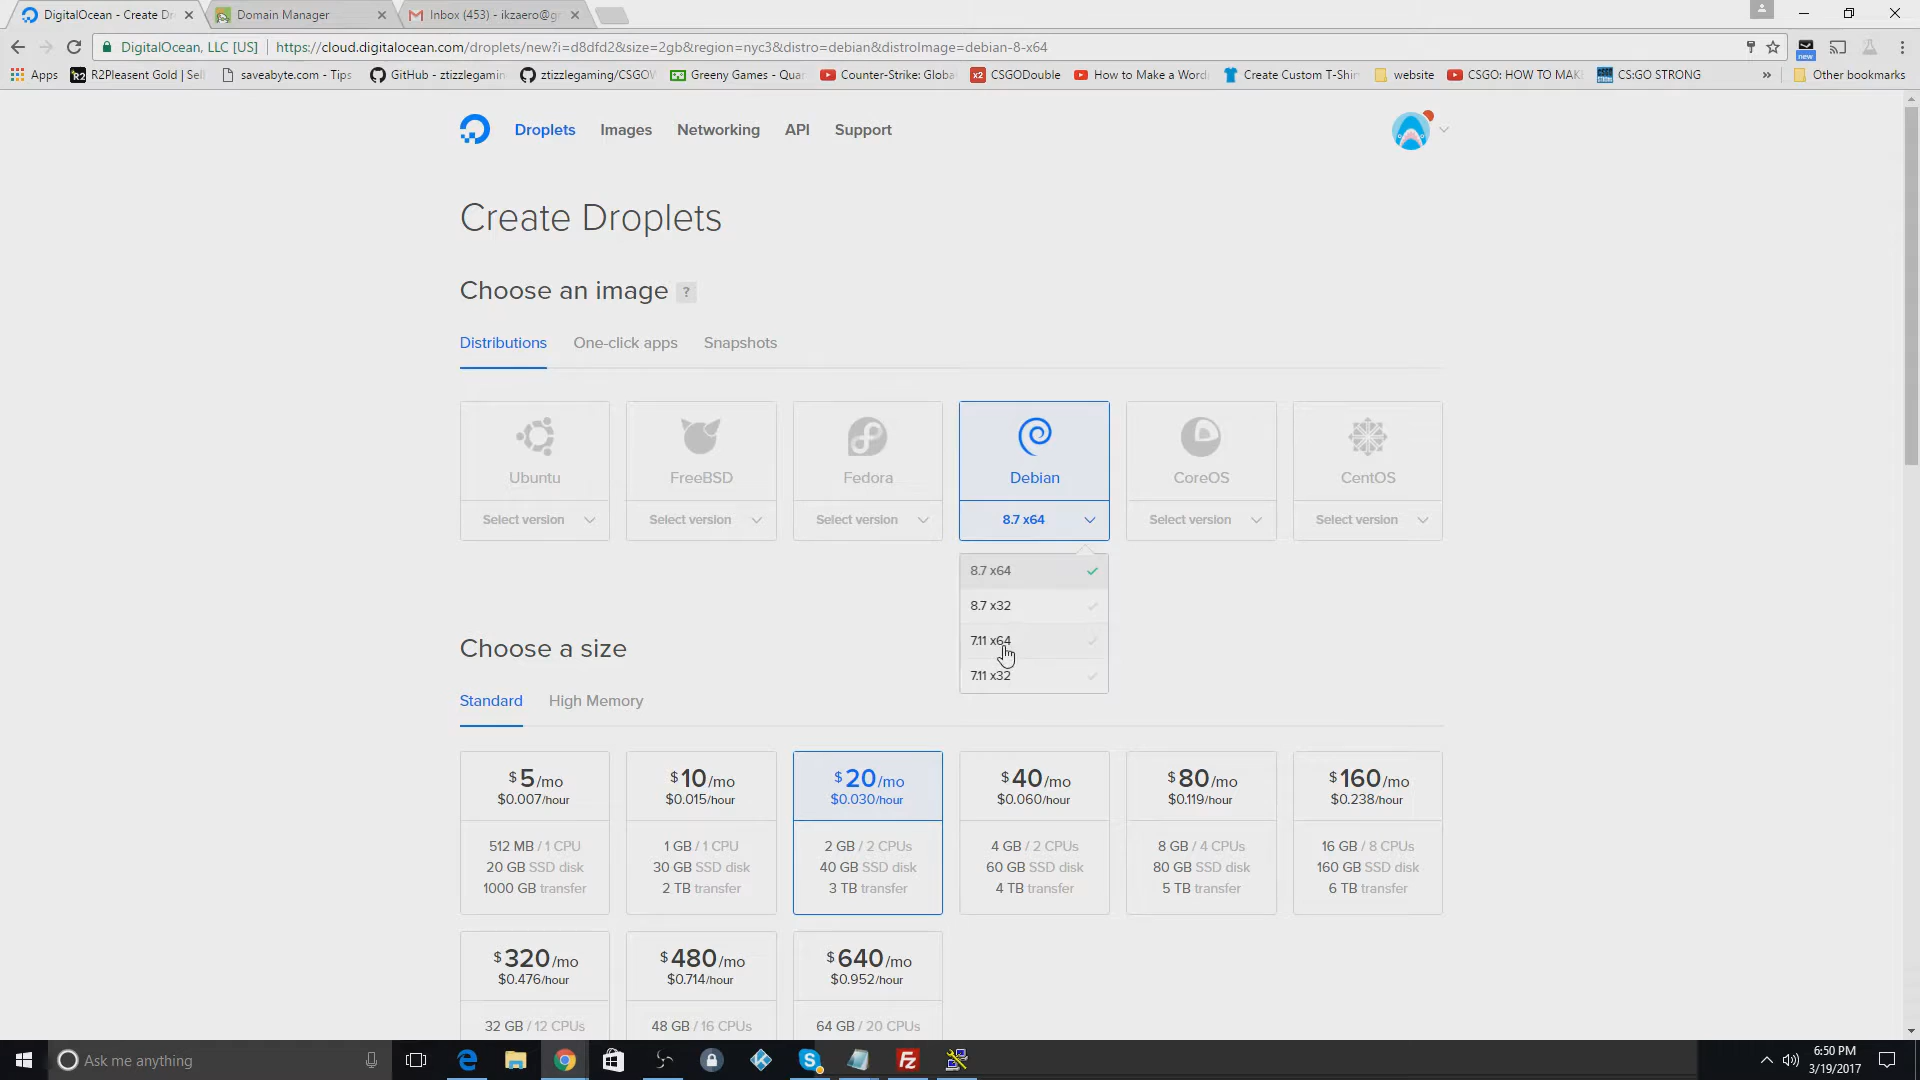 DigitalOcean - Create Dr
Domain Manager
Inbox (453) - ikzaero@g
DigitalOcean, LLC [US]
https://cloud.digitalocean.com/droplets/new?i=d8dfd2&size=2gb&region=nyc3&distro=debian&distroImage=debian-8-x64
new
Apps
R2Pleasent Gold | Sel
saveabyte.com - Tips
GitHub - ztizzlegamin
ztizzlegaming/CSGOW
Greeny Games - Quar
Counter-Strike: Globa
CSGODouble
How to Make a Word
Create Custom T-Shir
website
CSGO: HOW TO MAK
CS:GO STRONG
»
Other bookmarks
Droplets
Images
Networking
API
Support
Create Droplets
Choose an image ?
Distributions
One-click apps
Snapshots
Ubuntu
FreeBSD
Fedora
Debian
CoreOS
CentOS
Select version
Select version
Select version
8.7 x64
Select version
Select version
8.7 x64
8.7 x32
7.11 x64
7.11 x32
Choose a size
Standard
High Memory
$5/mo
$0.007/hour
512 MB / 1 CPU
20 GB SSD disk
1000 GB transfer
$10/mo
$0.015/hour
1 GB / 1 CPU
30 GB SSD disk
2 TB transfer
$20/mo
$0.030/hour
2 GB / 2 CPUs
40 GB SSD disk
3 TB transfer
$40/mo
$0.060/hour
4 GB / 2 CPUs
60 GB SSD disk
4 TB transfer
$80/mo
$0.119/hour
8 GB / 4 CPUs
80 GB SSD disk
5 TB transfer
$160/mo
$0.238/hour
16 GB / 8 CPUs
160 GB SSD disk
6 TB transfer
$320/mo
$0.476/hour
32 GB / 12 CPUs
$480/mo
$0.714/hour
48 GB / 16 CPUs
$640/mo
$0.952/hour
64 GB / 20 CPUs
Ask me anything
6:50 PM
3/19/2017